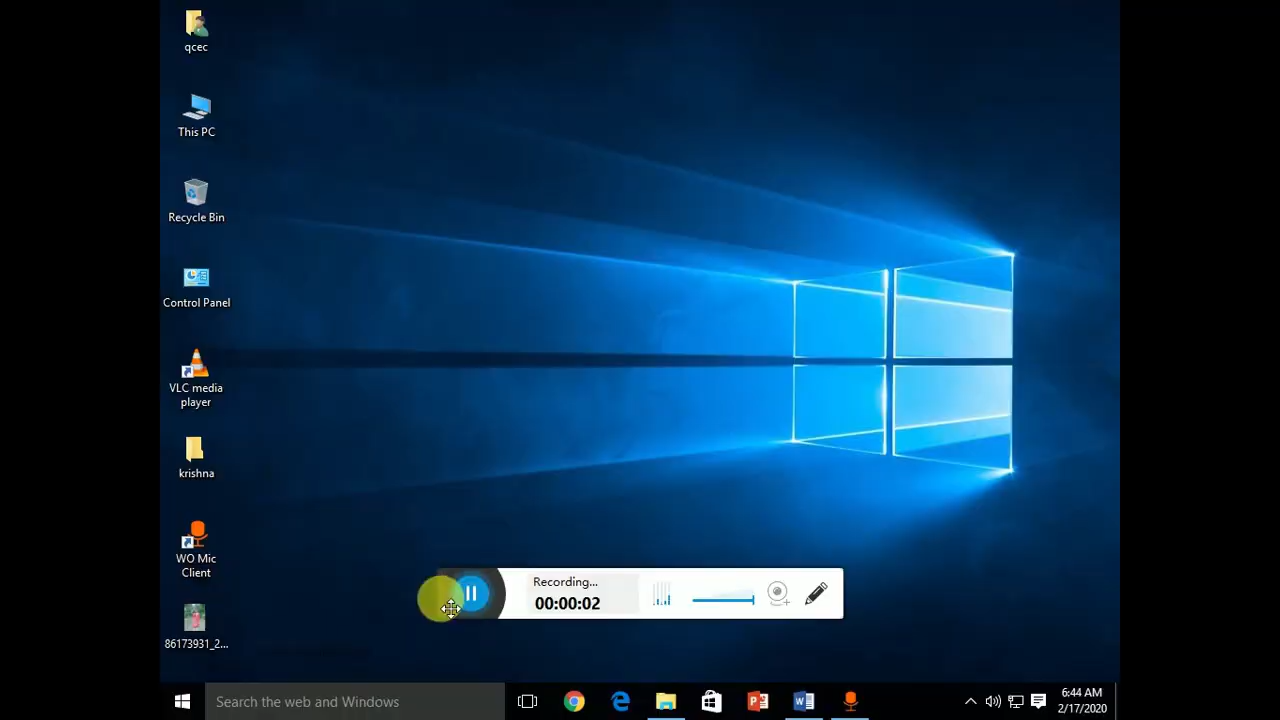 qcec
This PC
Recycle Bin
Control Panel
VLC media
player
krishna
WO Mic
Client
86173931_2...
Recording...
00:00:02
Search the web and Windows
6:44 AM
2/17/2020